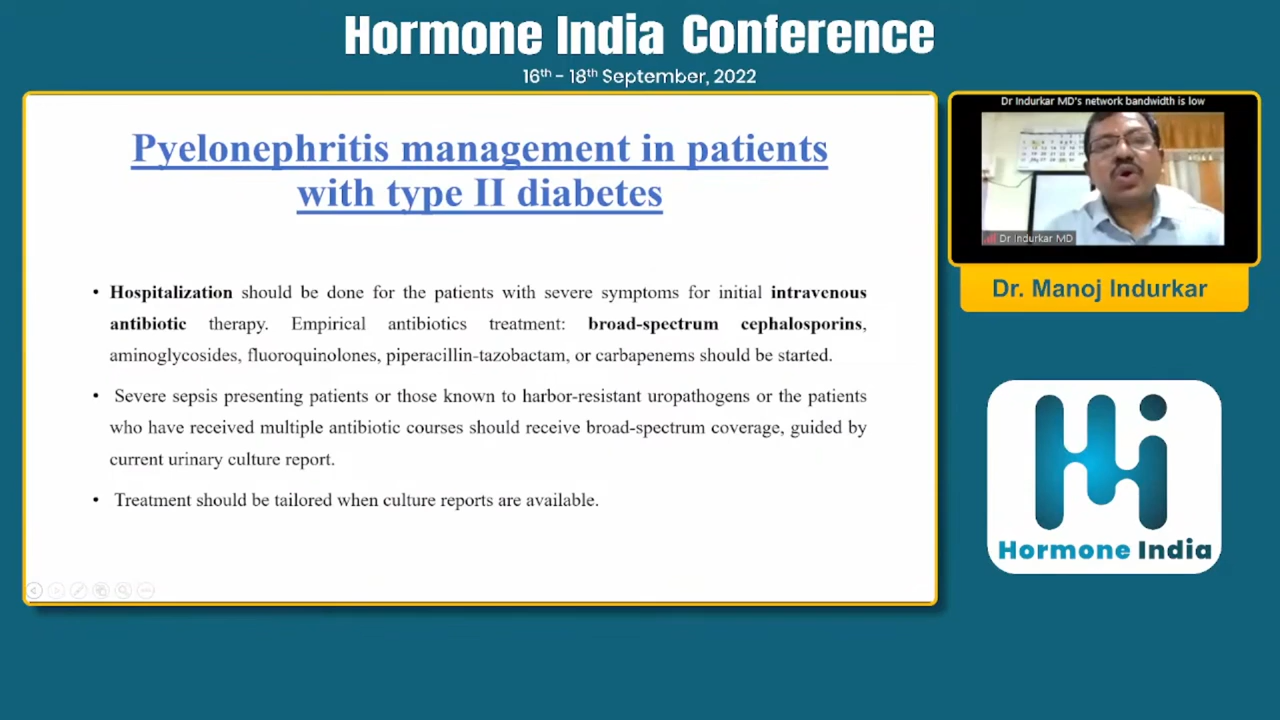 Hormone India Conference
16th - 18th September, 2022
Pyelonephritis management in patients
with type II diabetes
• Hospitalization should be done for the patients with severe symptoms for initial intravenous
antibiotic therapy. Empirical antibiotics treatment: broad-spectrum cephalosporins,
aminoglycosides, fluoroquinolones, piperacillin-tazobactam, or carbapenems should be started.
• Severe sepsis presenting patients or those known to harbor-resistant uropathogens or the patients
who have received multiple antibiotic courses should receive broad-spectrum coverage, guided by
current urinary culture report.
• Treatment should be tailored when culture reports are available.
Dr Indurkar MD's network bandwidth is low
Dr Indurkar MD
Dr. Manoj Indurkar
Hormone India